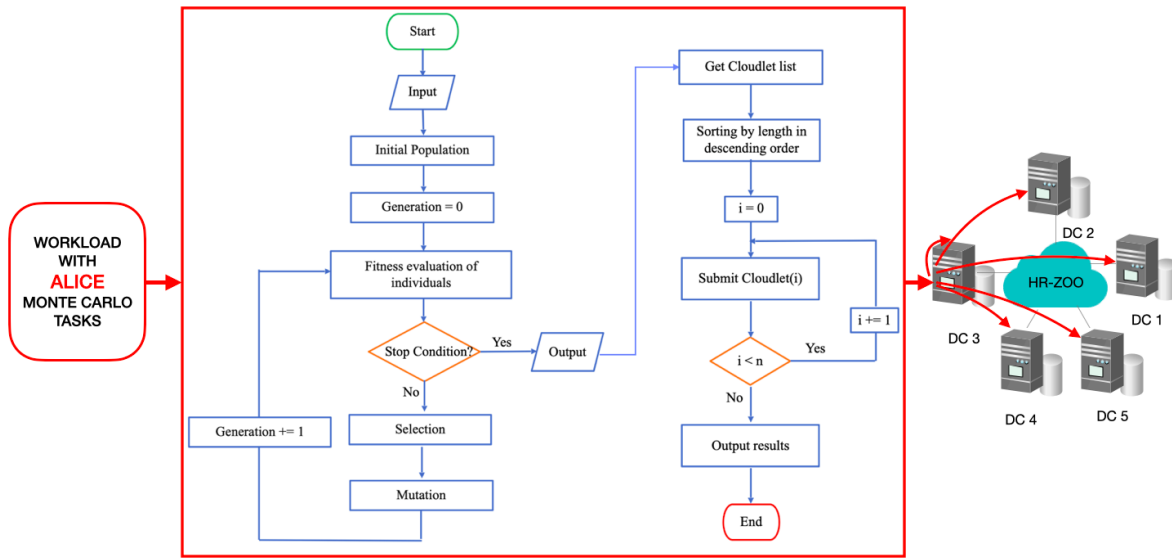 WORKLOAD
WITH
ALICE
MONTE CARLO
TASKS
Start
Input
Initial Population
Generation = 0
Fitness evaluation of
individuals
Stop Condition?
Yes
Output
No
Selection
Generation += 1
Mutation
Get Cloudlet list
Sorting by length in
descending order
i = 0
Submit Cloudlet(i)
i += 1
i < n
Yes
No
Output results
End
DC 2
HR-ZOO
DC 1
DC 3
DC 4
DC 5